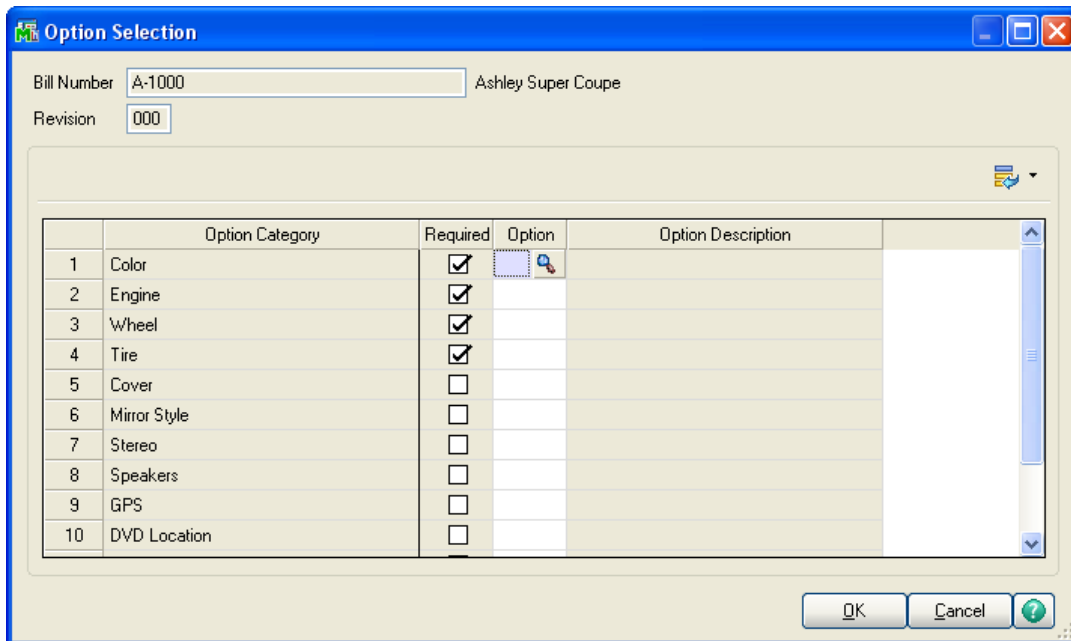 Option Selection
Bill Number A-1000 Ashley Super Coupe
Revision 000
Option Category Required Option Option Description
1 Color
2 Engine
3 Wheel
4 Tire
5 Cover
6 Mirror Style
7 Stereo
8 Speakers
9 GPS
10 DVD Location
OK Cancel ?